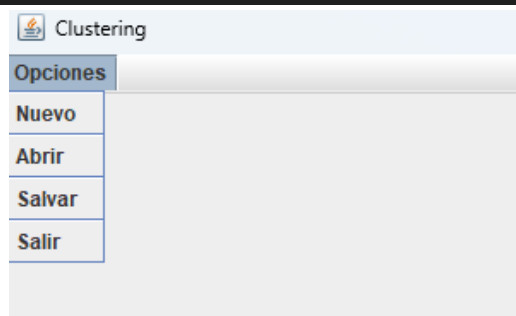 Clustering
Opciones
Nuevo
Abrir
Salvar
Salir